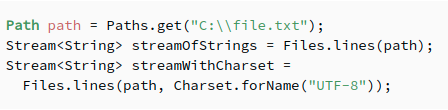 Path path = Paths.get("C:\\file.txt");
Stream<String> streamOfStrings = Files.lines(path);
Stream<String> streamWithCharset =
  Files.lines(path, Charset.forName("UTF-8"));